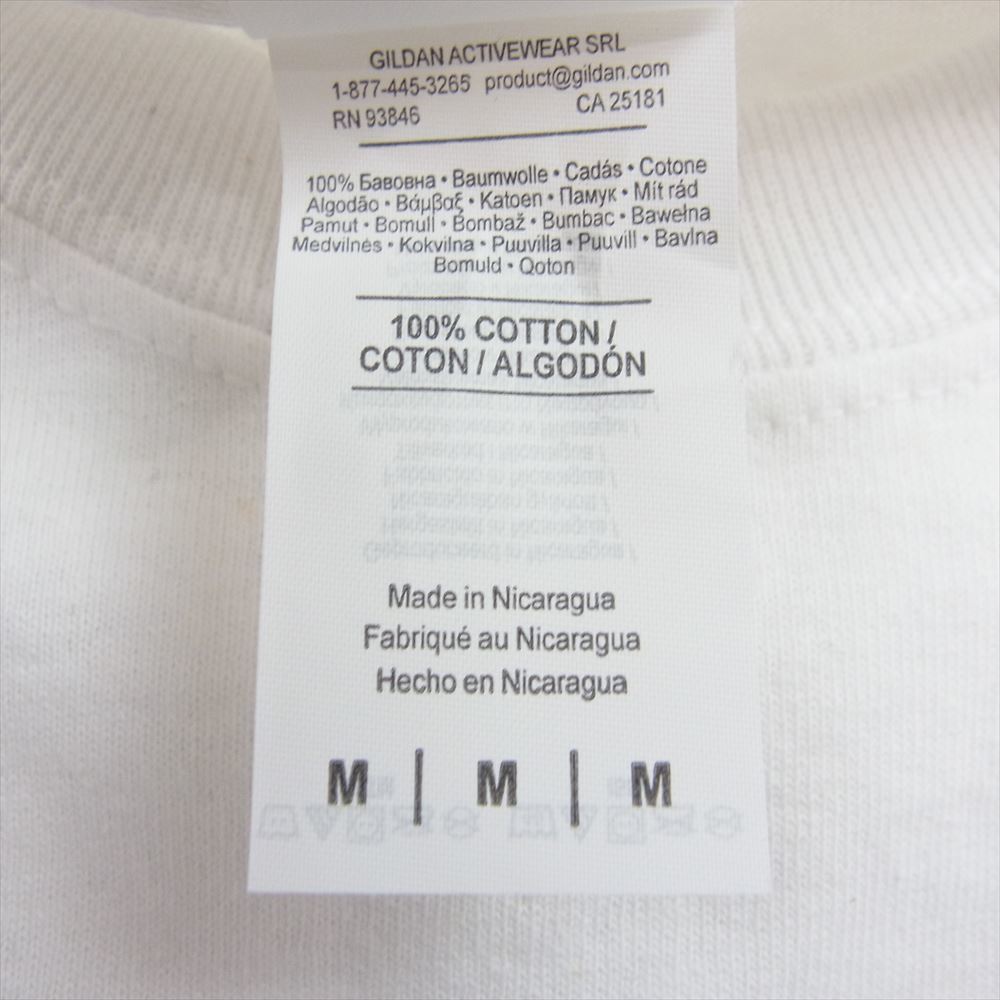 GILDAN ACTIVEWEAR SRL
1-877-445-3265 product@gildan.com
RN 93846 CA 25181
100% Бавовна • Baumwolle • Cadás • Cotone
Algodão • Βάμβαξ • Katoen • Памук • Mít rád
Pamut • Bomull • Bombaž • Bumbac • Bawełna
Medvilnės • Kokvilna • Puuvilla • Puuvill • Bavlna
Bomuld • Qoton
100% COTTON /
COTON / ALGODÓN
Made in Nicaragua
Fabriqué au Nicaragua
Hecho en Nicaragua
M | M | M